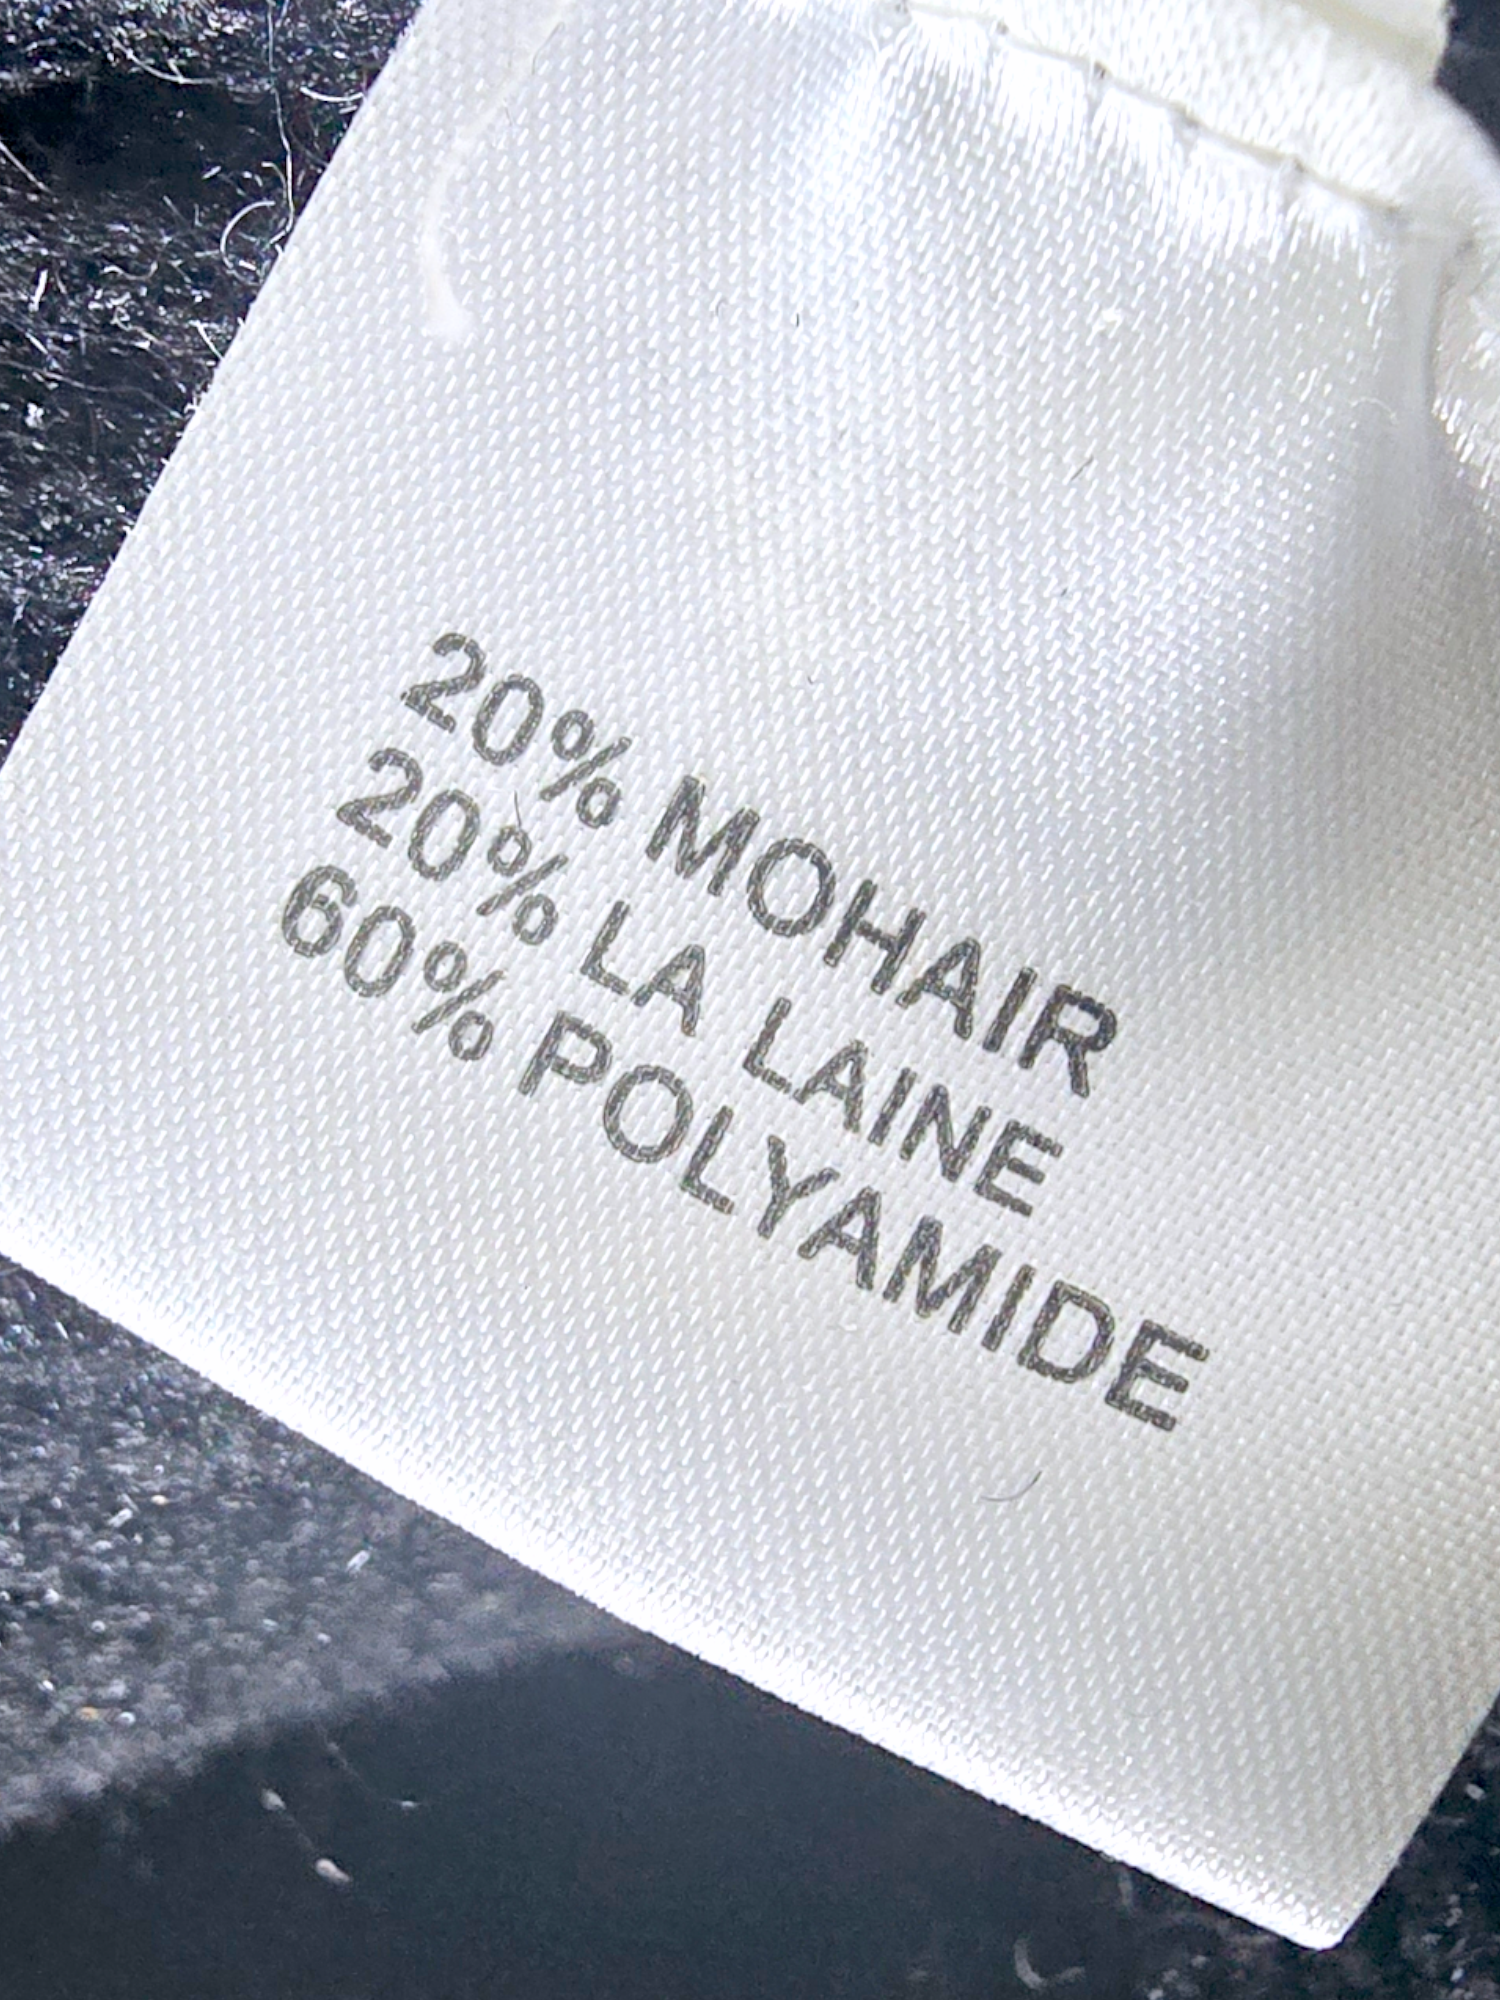 20% MOHAIR
20% LA LAINE
60% POLYAMIDE